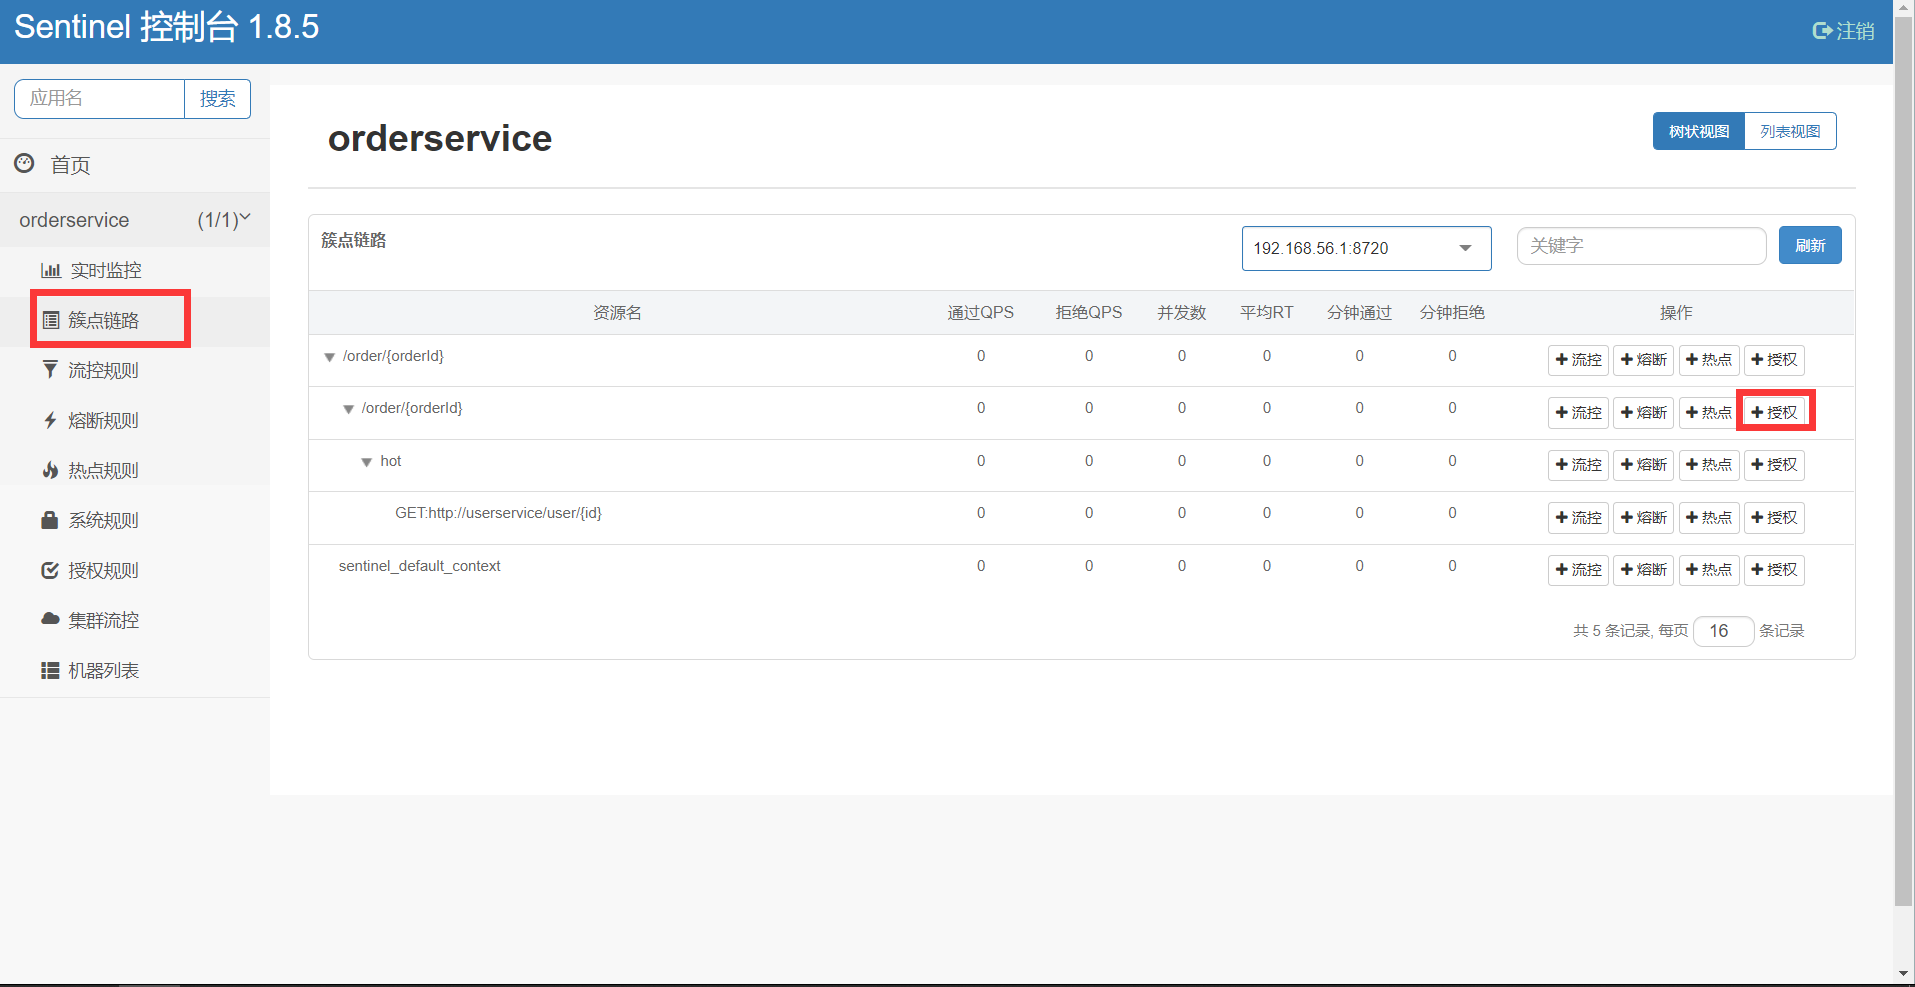 Sentinel 控制台 1.8.5
注销
应用名 搜索
首页
orderservice (1/1)
实时监控
簇点链路
流控规则
熔断规则
热点规则
系统规则
授权规则
集群流控
机器列表
orderservice
树状视图 列表视图
簇点链路 192.168.56.1:8720 关键字 刷新
资源名 通过QPS 拒绝QPS 并发数 平均RT 分钟通过 分钟拒绝 操作
/order/{orderId} 0 0 0 0 0 0 流控 熔断 热点 授权
/order/{orderId} 0 0 0 0 0 0 流控 熔断 热点 授权
hot 0 0 0 0 0 0 流控 熔断 热点 授权
GET:http://userservice/user/{id} 0 0 0 0 0 0 流控 熔断 热点 授权
sentinel_default_context 0 0 0 0 0 0 流控 熔断 热点 授权
共 5 条记录, 每页 16 条记录